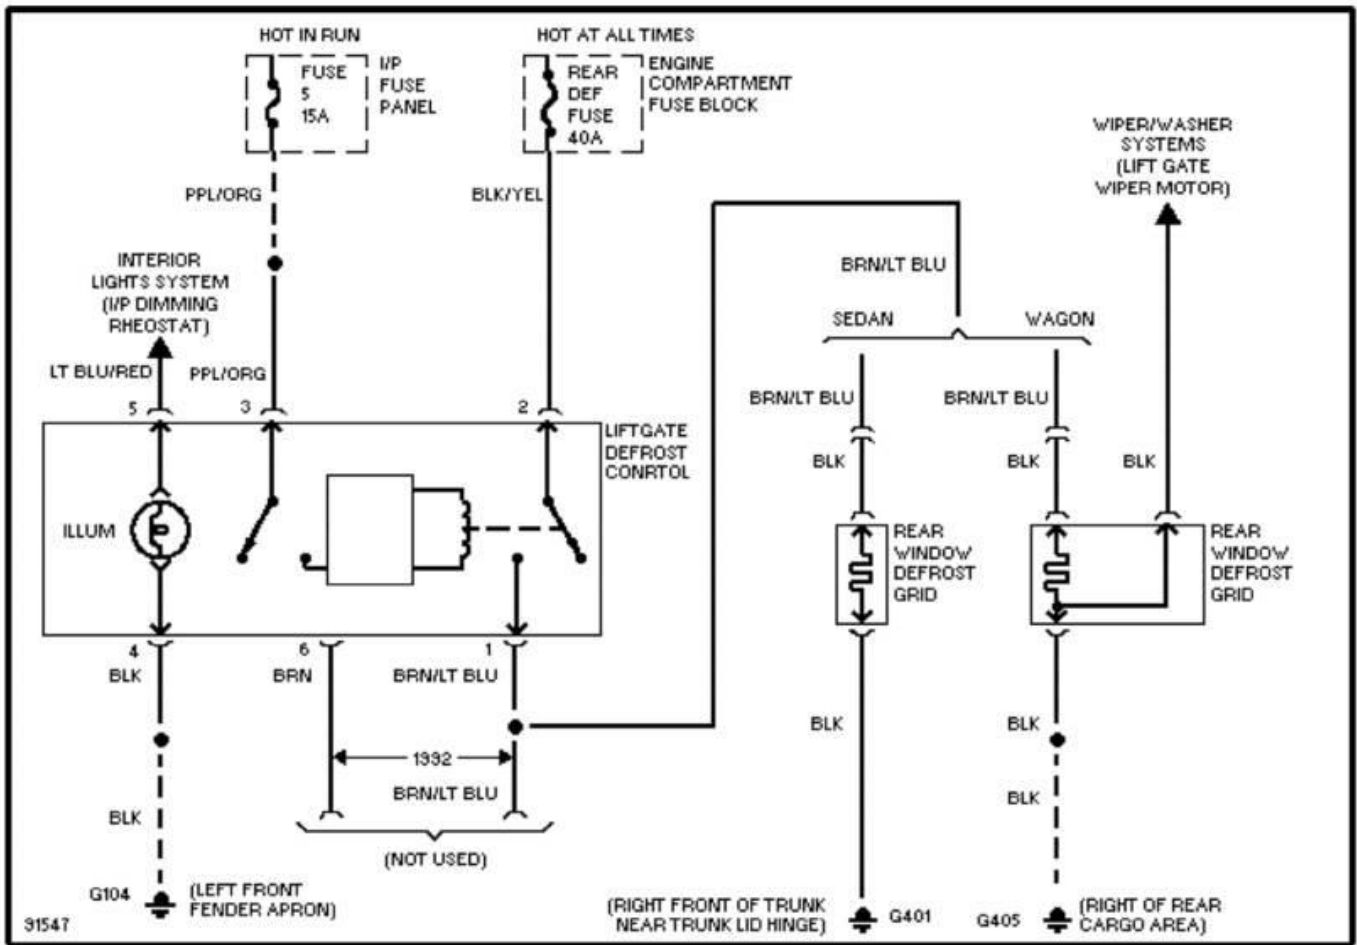 HOT IN RUN
FUSE
5
15A
I/P
FUSE
PANEL
HOT AT ALL TIMES
REAR
DEF
FUSE
40A
ENGINE
COMPARTMENT
FUSE BLOCK
WIPER/WASHER
SYSTEMS
(LIFT GATE
WIPER MOTOR)
PPL/ORG
BLK/YEL
INTERIOR
LIGHTS SYSTEM
(I/P DIMMING
RHEOSTAT)
BRN/LT BLU
SEDAN
WAGON
LT BLU/RED
PPL/ORG
BRN/LT BLU
BRN/LT BLU
5
3
2
LIFTGATE
DEFROST
CONRTOL
BLK
BLK
BLK
ILLUM
REAR
WINDOW
DEFROST
GRID
REAR
WINDOW
DEFROST
GRID
4
6
1
BLK
BRN
BRN/LT BLU
BLK
BLK
1992
BRN/LT BLU
BLK
BLK
(NOT USED)
G104
(LEFT FRONT
FENDER APRON)
(RIGHT FRONT OF TRUNK
NEAR TRUNK LID HINGE)
G401
G405
(RIGHT OF REAR
CARGO AREA)
91547